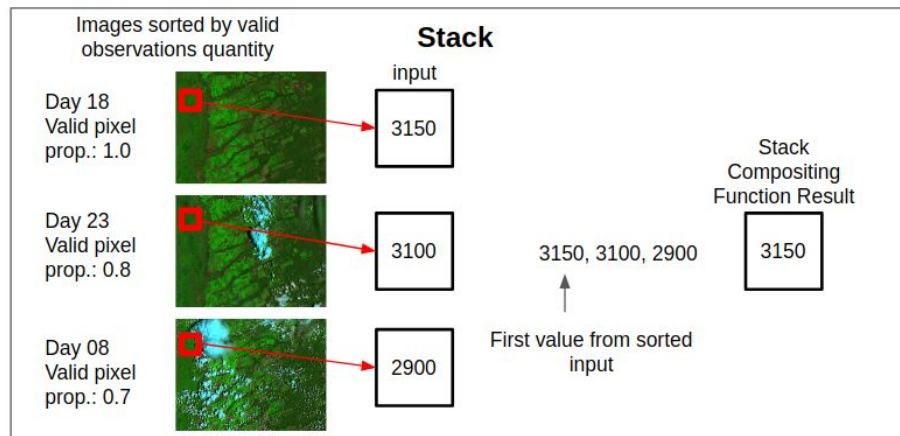 Images sorted by valid
observations quantity
Stack
input
Day 18
Valid pixel
prop.: 1.0
3150
Day 23
Valid pixel
prop.: 0.8
3100
Day 08
Valid pixel
prop.: 0.7
2900
3150, 3100, 2900
First value from sorted
input
Stack
Compositing
Function Result
3150